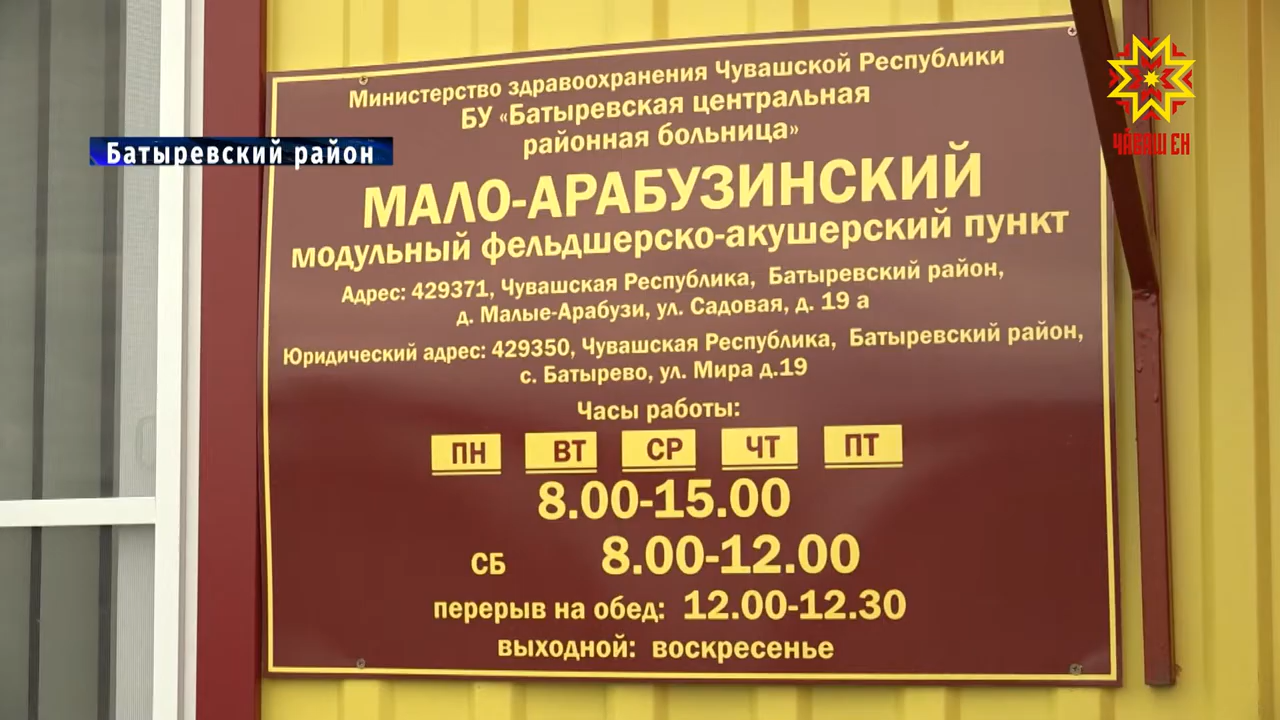 Батыревский район
ЧӐВАШ ЕН
Министерство здравоохранения Чувашской Республики
БУ «Батыревская центральная
районная больница»
МАЛО-АРАБУЗИНСКИЙ
модульный фельдшерско-акушерский пункт
Адрес: 429371, Чувашская Республика, Батыревский район,
д. Малые-Арабузи, ул. Садовая, д. 19 а
Юридический адрес: 429350, Чувашская Республика, Батыревский район,
с. Батырево, ул. Мира д.19
Часы работы:
ПН ВТ СР ЧТ ПТ
8.00-15.00
СБ 8.00-12.00
перерыв на обед: 12.00-12.30
выходной: воскресенье